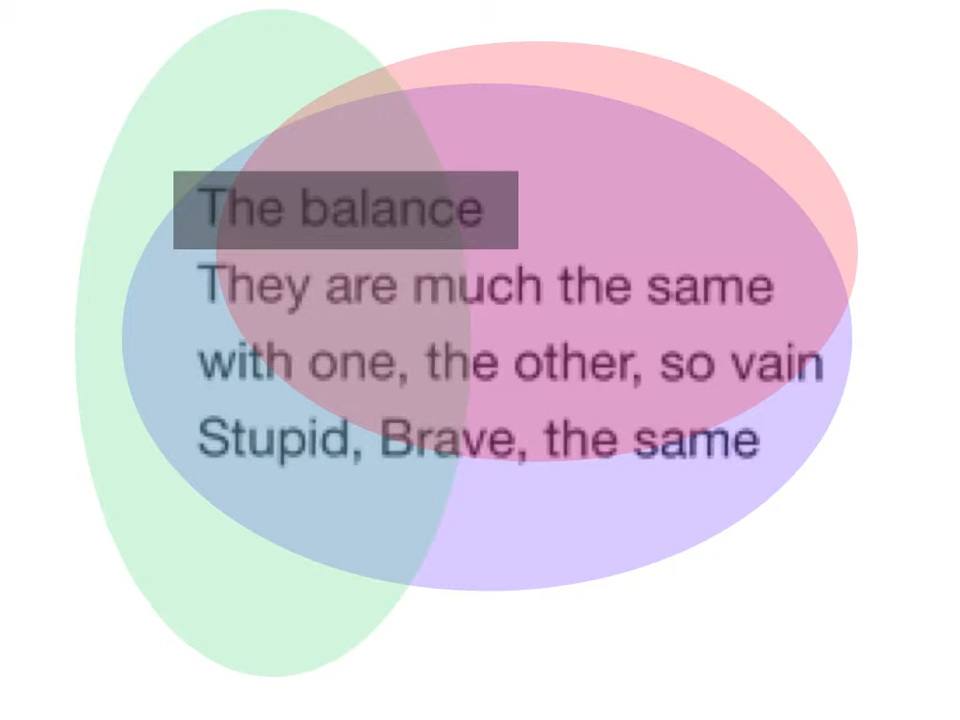 The balance
They are much the same
with one, the other, so vain
Stupid, Brave, the same